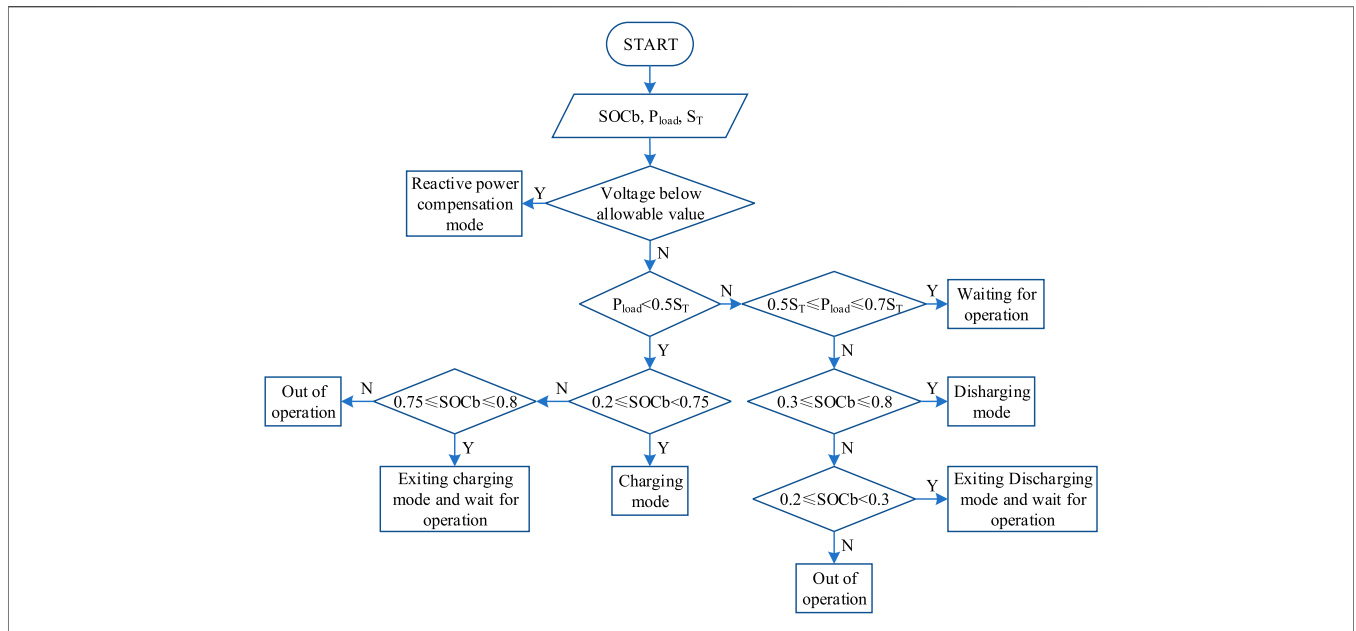 START
SOCb, Pload, ST
Reactive power
compensation
mode
Y
Voltage below
allowable value
N
Pload<0.5ST
N
0.5ST≤Pload≤0.7ST
Y
Waiting for
operation
Y
N
Out of
operation
N
0.75≤SOCb≤0.8
N
0.2≤SOCb<0.75
0.3≤SOCb≤0.8
Y
Disharging
mode
Y
Y
N
Exiting charging
mode and wait for
operation
Charging
mode
0.2≤SOCb<0.3
Y
Exiting Discharging
mode and wait for
operation
N
Out of
operation